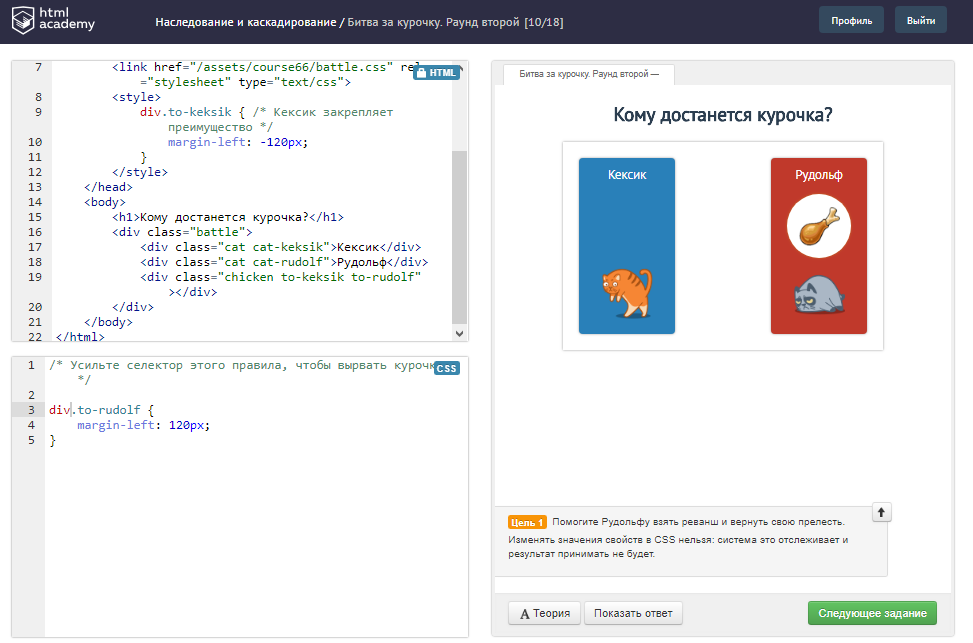 html
academy
Наследование и каскадирование / Битва за курочку. Раунд второй [10/18]
Профиль
Выйти
7 <link href="/assets/course66/battle.css" rel
="stylesheet" type="text/css">
HTML
8 <style>
9 div.to-keksik { /* Кексик закрепляет
преимущество */
10 margin-left: -120px;
11 }
12 </style>
13 </head>
14 <body>
15 <h1>Кому достанется курочка?</h1>
16 <div class="battle">
17 <div class="cat cat-keksik">Кексик</div>
18 <div class="cat cat-rudolf">Рудольф</div>
19 <div class="chicken to-keksik to-rudolf"
></div>
20 </div>
21 </body>
22 </html>
1 /* Усильте селектор этого правила, чтобы вырвать курочк
*/
CSS
2
3 div.to-rudolf {
4 margin-left: 120px;
5 }
Битва за курочку. Раунд второй —
Кому достанется курочка?
Кексик
Рудольф
Цель 1 Помогите Рудольфу взять реванш и вернуть свою прелесть.
Изменять значения свойств в CSS нельзя: система это отслеживает и
результат принимать не будет.
A Теория
Показать ответ
Следующее задание